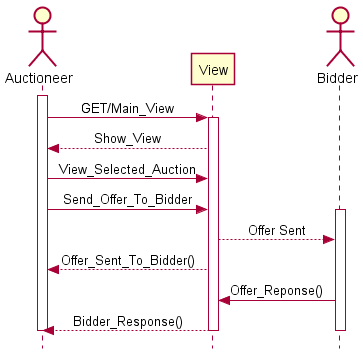 Auctioneer
View
Bidder
GET/Main_View
Show_View
View_Selected_Auction
Send_Offer_To_Bidder
Offer Sent
Offer_Sent_To_Bidder()
Offer_Reponse()
Bidder_Response()